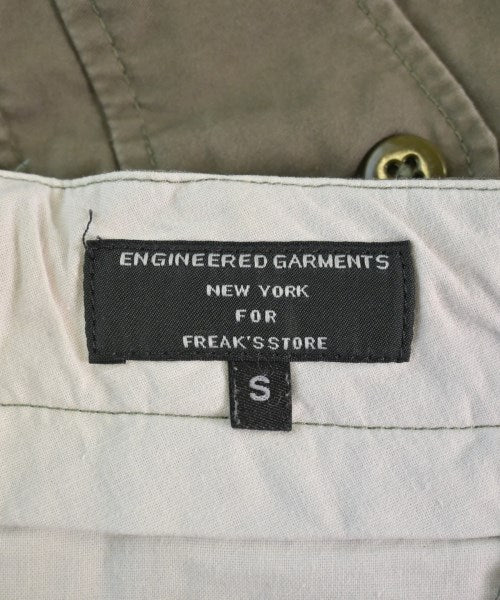 ENGINEERED GARMENTS
NEW YORK
FOR
FREAK'S STORE
S